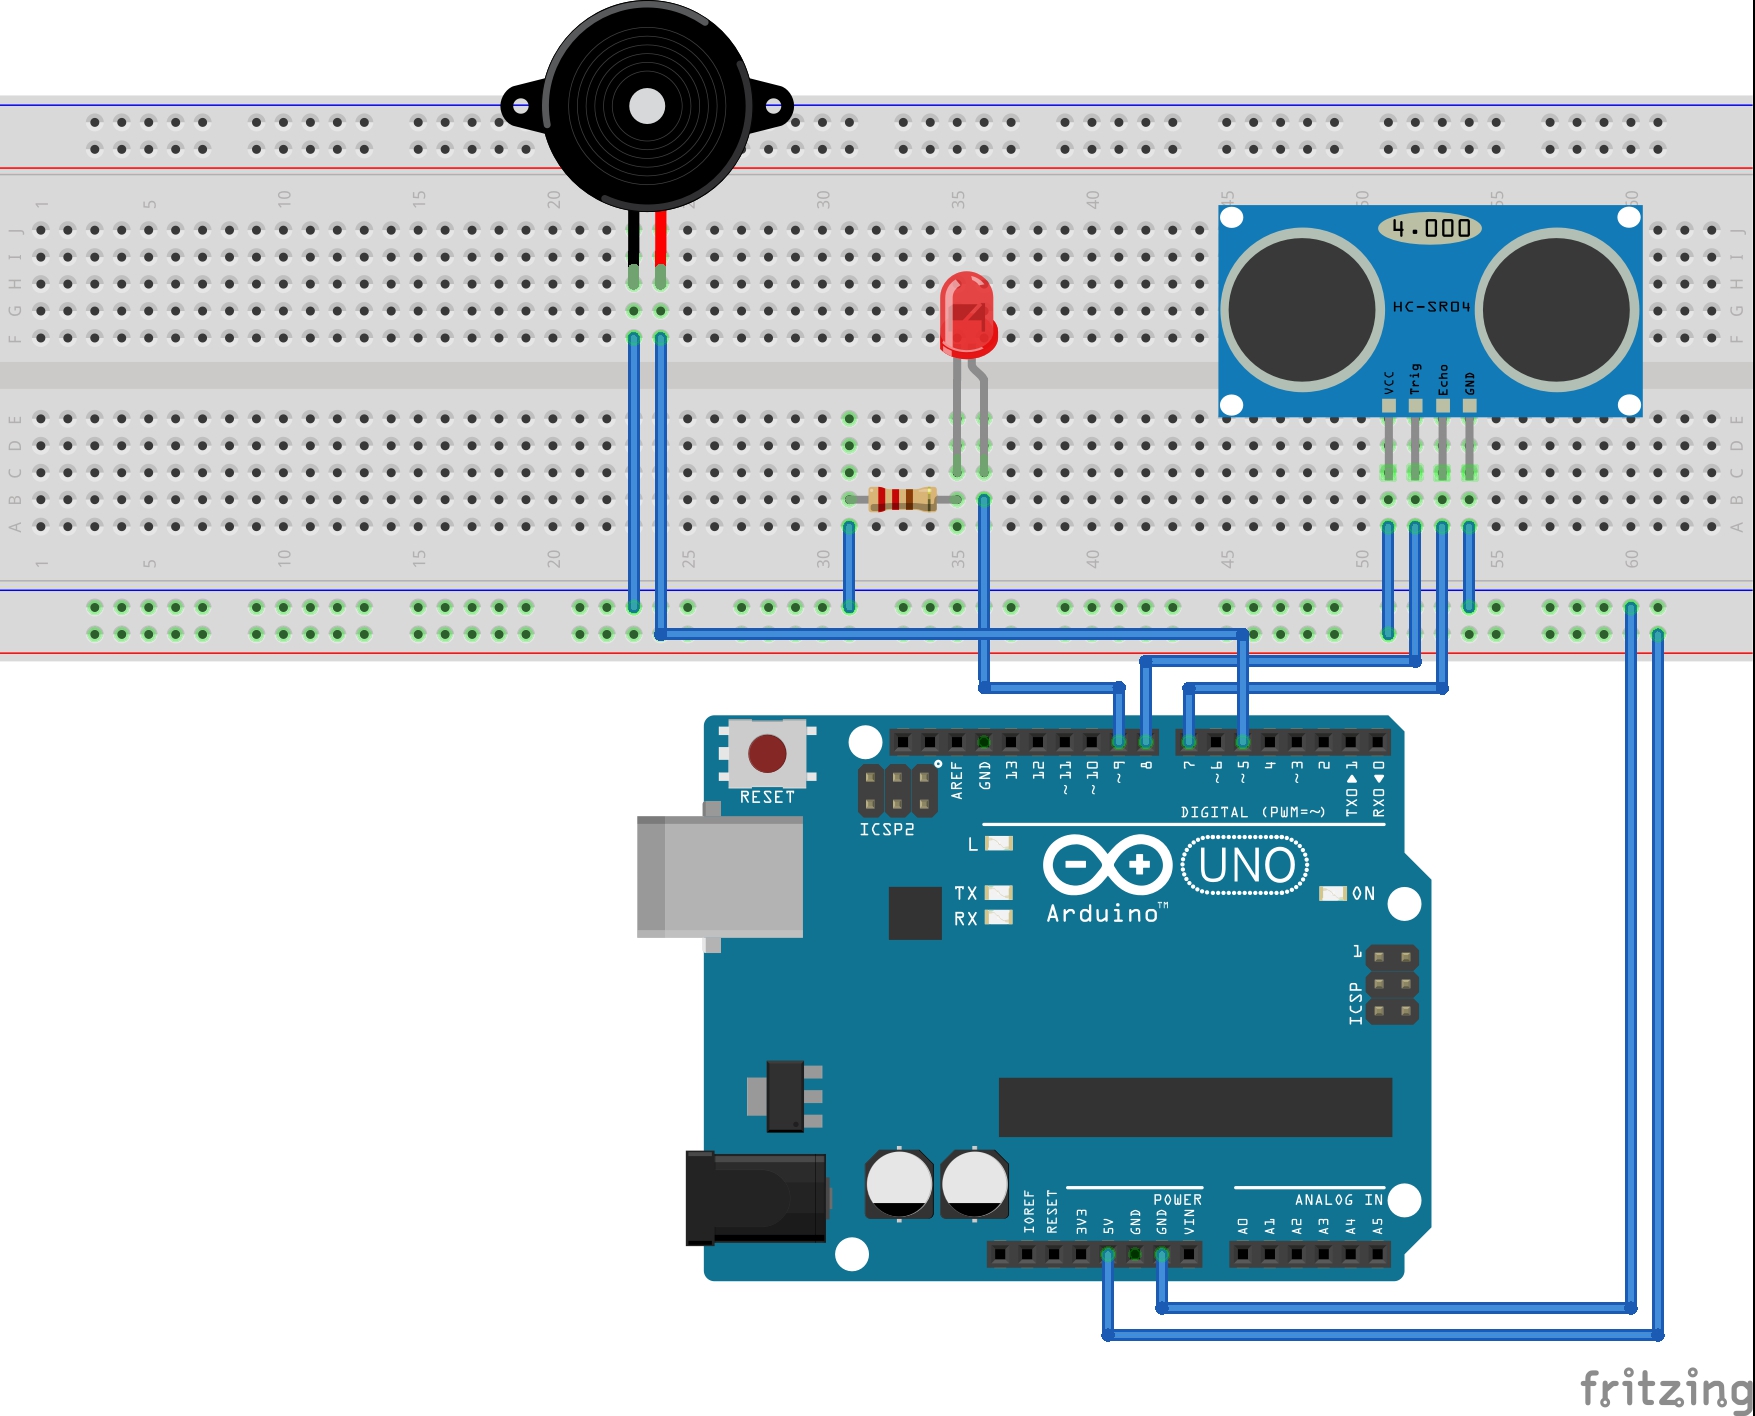 1 5 10 15 20 30 35 40 45 50 55 60
J J
I I
H H
G G
F F
4.000
HC-SR04
VCC Trig Echo GND
E E
D D
C C
B B
A A
1 5 10 15 20 25 30 35 40 45 50 55 60
RESET
ICSP2
AREF GND 13 12 ~11 ~10 ~9 8 7 ~6 ~5 4 ~3 2 TX0▶1 RX0◀0
DIGITAL (PWM=~)
L
TX
RX
UNO
Arduino™
ON
1
ICSP
POWER ANALOG IN
IOREF RESET 3V3 5V GND GND VIN A0 A1 A2 A3 A4 A5
fritzing